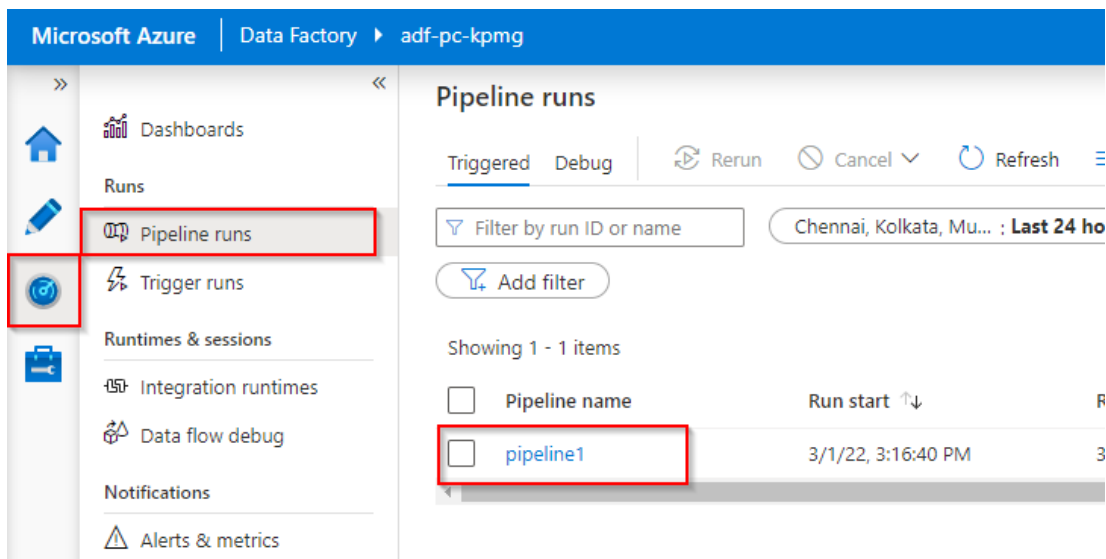 Microsoft Azure Data Factory adf-pc-kpmg
Dashboards
Runs
Pipeline runs
Trigger runs
Runtimes & sessions
Integration runtimes
Data flow debug
Notifications
Alerts & metrics
Pipeline runs
Triggered Debug Rerun Cancel Refresh
Filter by run ID or name Chennai, Kolkata, Mu... : Last 24 ho
Add filter
Showing 1 - 1 items
Pipeline name Run start R
pipeline1 3/1/22, 3:16:40 PM 3